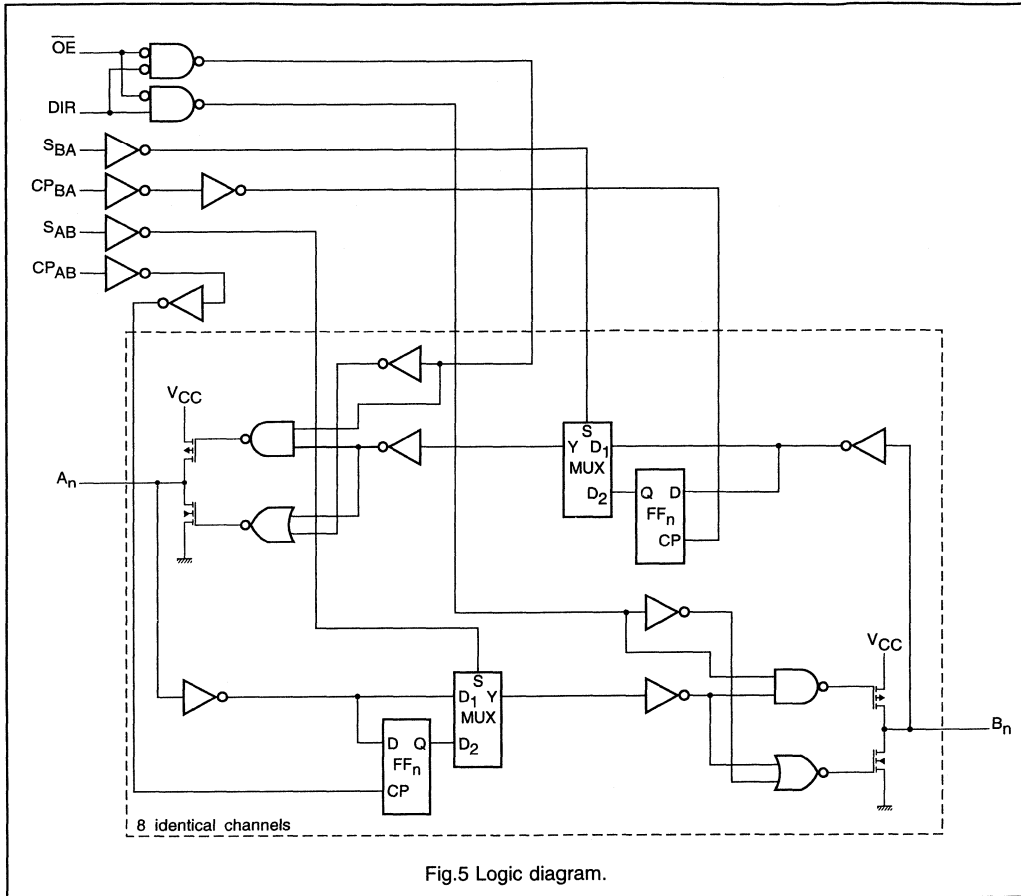 OE
DIR
SBA
CPBA
SAB
CPAB
VCC
An
S
Y D1
MUX
D2
Q D
FFn
CP
VCC
S
D1 Y
MUX
D2
D Q
FFn
CP
Bn
8 identical channels
Fig.5 Logic diagram.